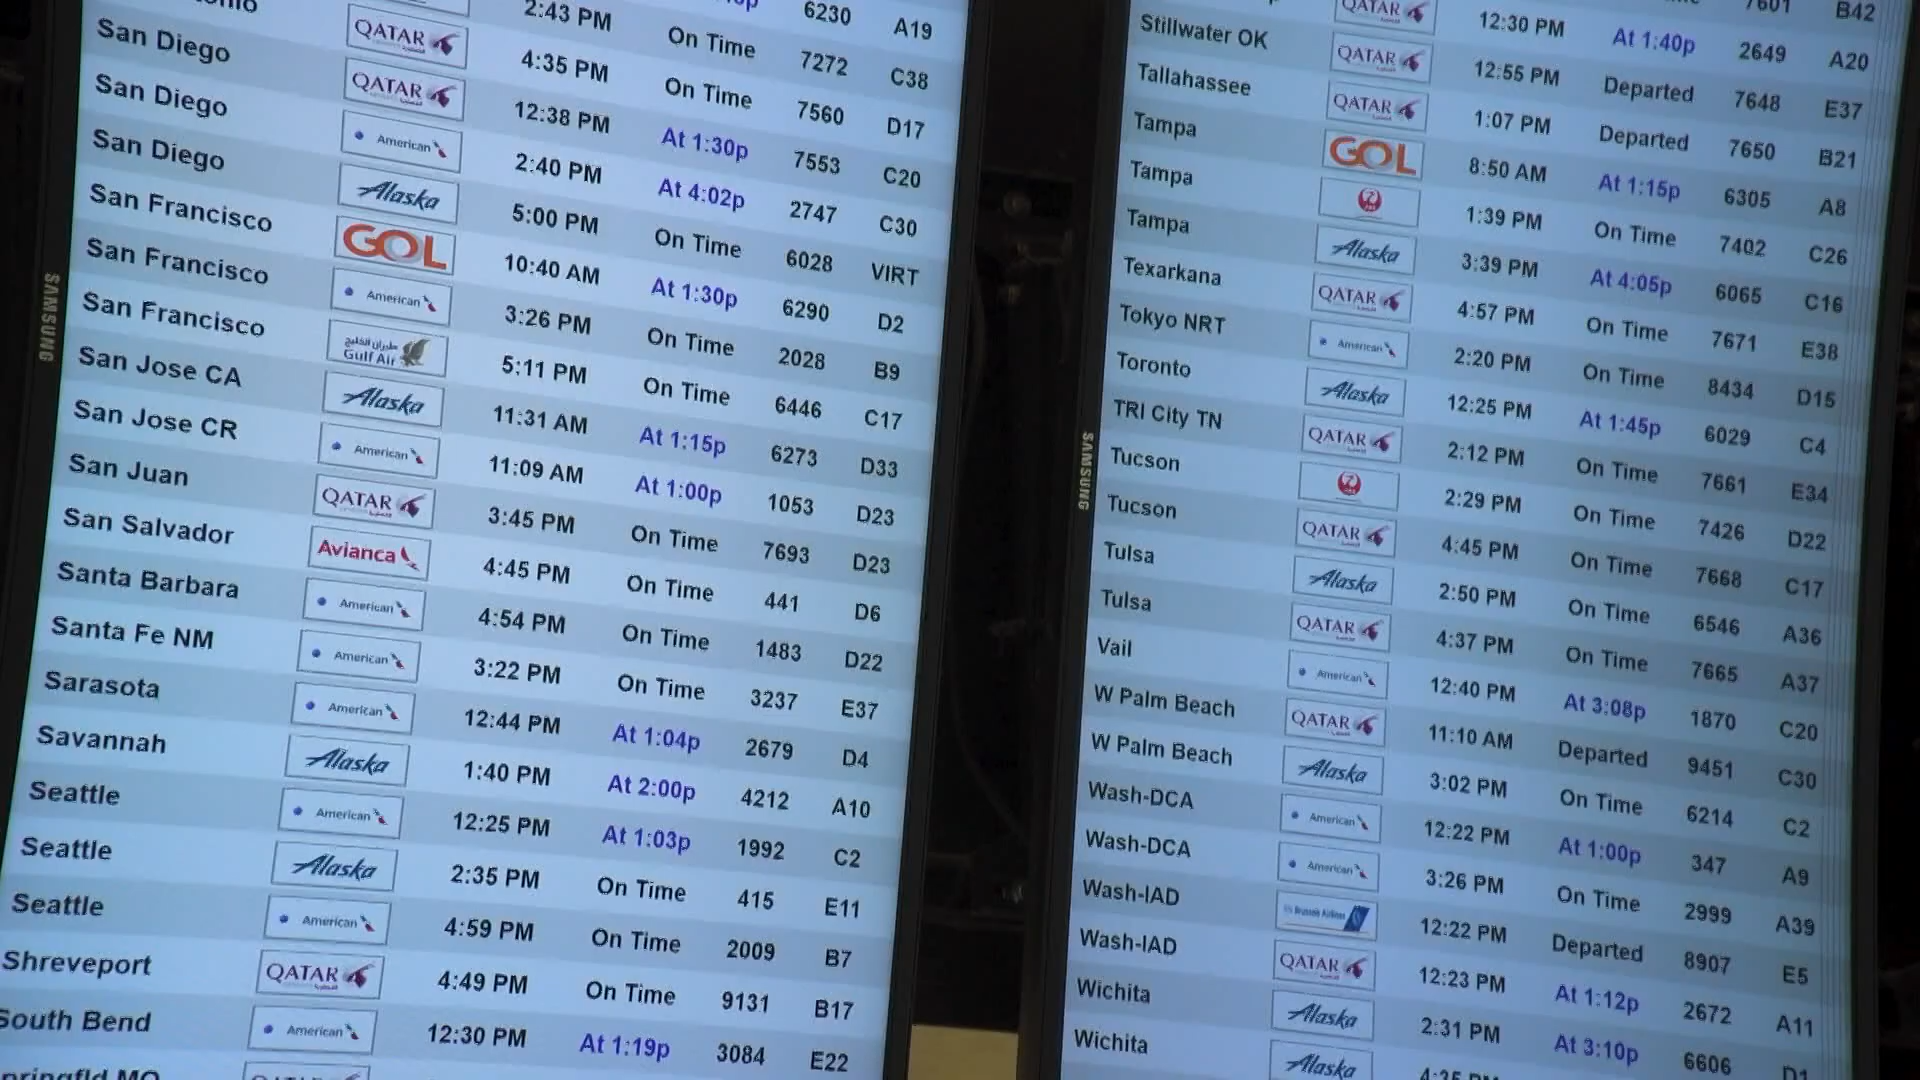 6230 A19
2:43 PM On Time 7272 C38
QATAR 4:35 PM On Time 7560 D17
San Diego QATAR 12:38 PM At 1:30p 7553 C20
San Diego American 2:40 PM At 4:02p 2747 C30
San Diego Alaska 5:00 PM On Time 6028 VIRT
San Francisco GOL 10:40 AM At 1:30p 6290 D2
San Francisco American 3:26 PM On Time 2028 B9
San Francisco طيران الخليج Gulf Air 5:11 PM On Time 6446 C17
San Jose CA Alaska 11:31 AM At 1:15p 6273 D33
San Jose CR American 11:09 AM At 1:00p 1053 D23
San Juan QATAR 3:45 PM On Time 7693 D23
San Salvador Avianca 4:45 PM On Time 441 D6
Santa Barbara American 4:54 PM On Time 1483 D22
Santa Fe NM American 3:22 PM On Time 3237 E37
Sarasota American 12:44 PM At 1:04p 2679 D4
Savannah Alaska 1:40 PM At 2:00p 4212 A10
Seattle American 12:25 PM At 1:03p 1992 C2
Seattle Alaska 2:35 PM On Time 415 E11
Seattle American 4:59 PM On Time 2009 B7
Shreveport QATAR 4:49 PM On Time 9131 B17
South Bend American 12:30 PM At 1:19p 3084 E22
SAMSUNG
7601 B42
QATAR 12:30 PM At 1:40p 2649 A20
Stillwater OK QATAR 12:55 PM Departed 7648 E37
Tallahassee QATAR 1:07 PM Departed 7650 B21
Tampa GOL 8:50 AM At 1:15p 6305 A8
Tampa 1:39 PM On Time 7402 C26
Tampa Alaska 3:39 PM At 4:05p 6065 C16
Texarkana QATAR 4:57 PM On Time 7671 E38
Tokyo NRT American 2:20 PM On Time 8434 D15
Toronto Alaska 12:25 PM At 1:45p 6029 C4
TRI City TN QATAR 2:12 PM On Time 7661 E34
Tucson 2:29 PM On Time 7426 D22
Tucson QATAR 4:45 PM On Time 7668 C17
Tulsa Alaska 2:50 PM On Time 6546 A36
Tulsa QATAR 4:37 PM On Time 7665 A37
Vail American 12:40 PM At 3:08p 1870 C20
W Palm Beach QATAR 11:10 AM Departed 9451 C30
W Palm Beach Alaska 3:02 PM On Time 6214 C2
Wash-DCA American 12:22 PM At 1:00p 347 A9
Wash-DCA American 3:26 PM On Time 2999 A39
Wash-IAD Brussels Airlines 12:22 PM Departed 8907 E5
Wash-IAD QATAR 12:23 PM At 1:12p 2672 A11
Wichita Alaska 2:31 PM At 3:10p 6606 D1
Wichita Alaska
SAMSUNG